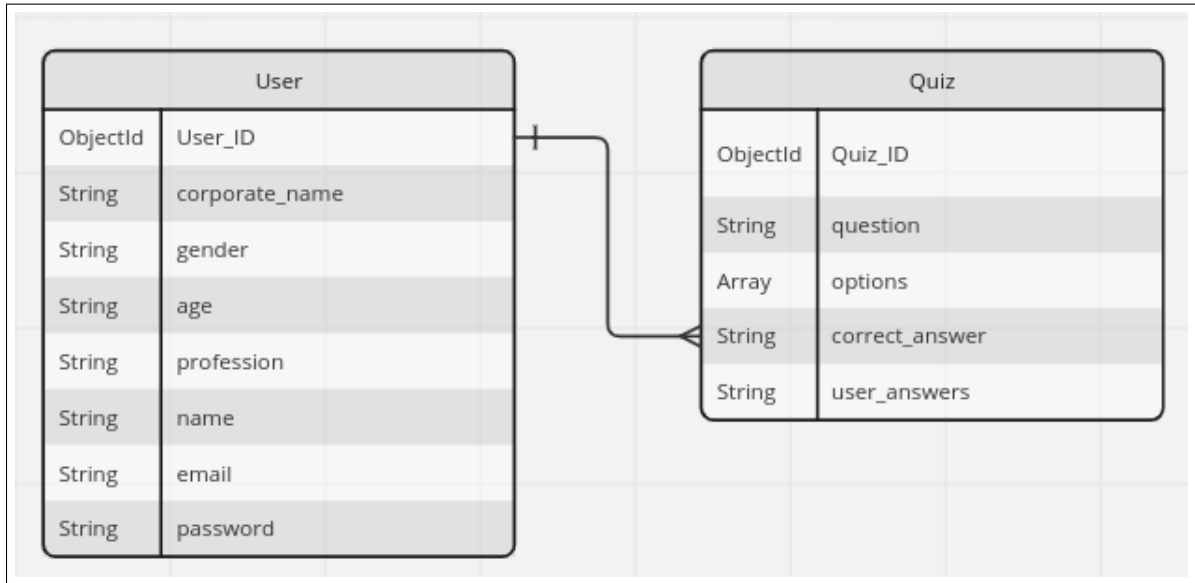 User
ObjectId User_ID
String corporate_name
String gender
String age
String profession
String name
String email
String password
Quiz
ObjectId Quiz_ID
String question
Array options
String correct_answer
String user_answers